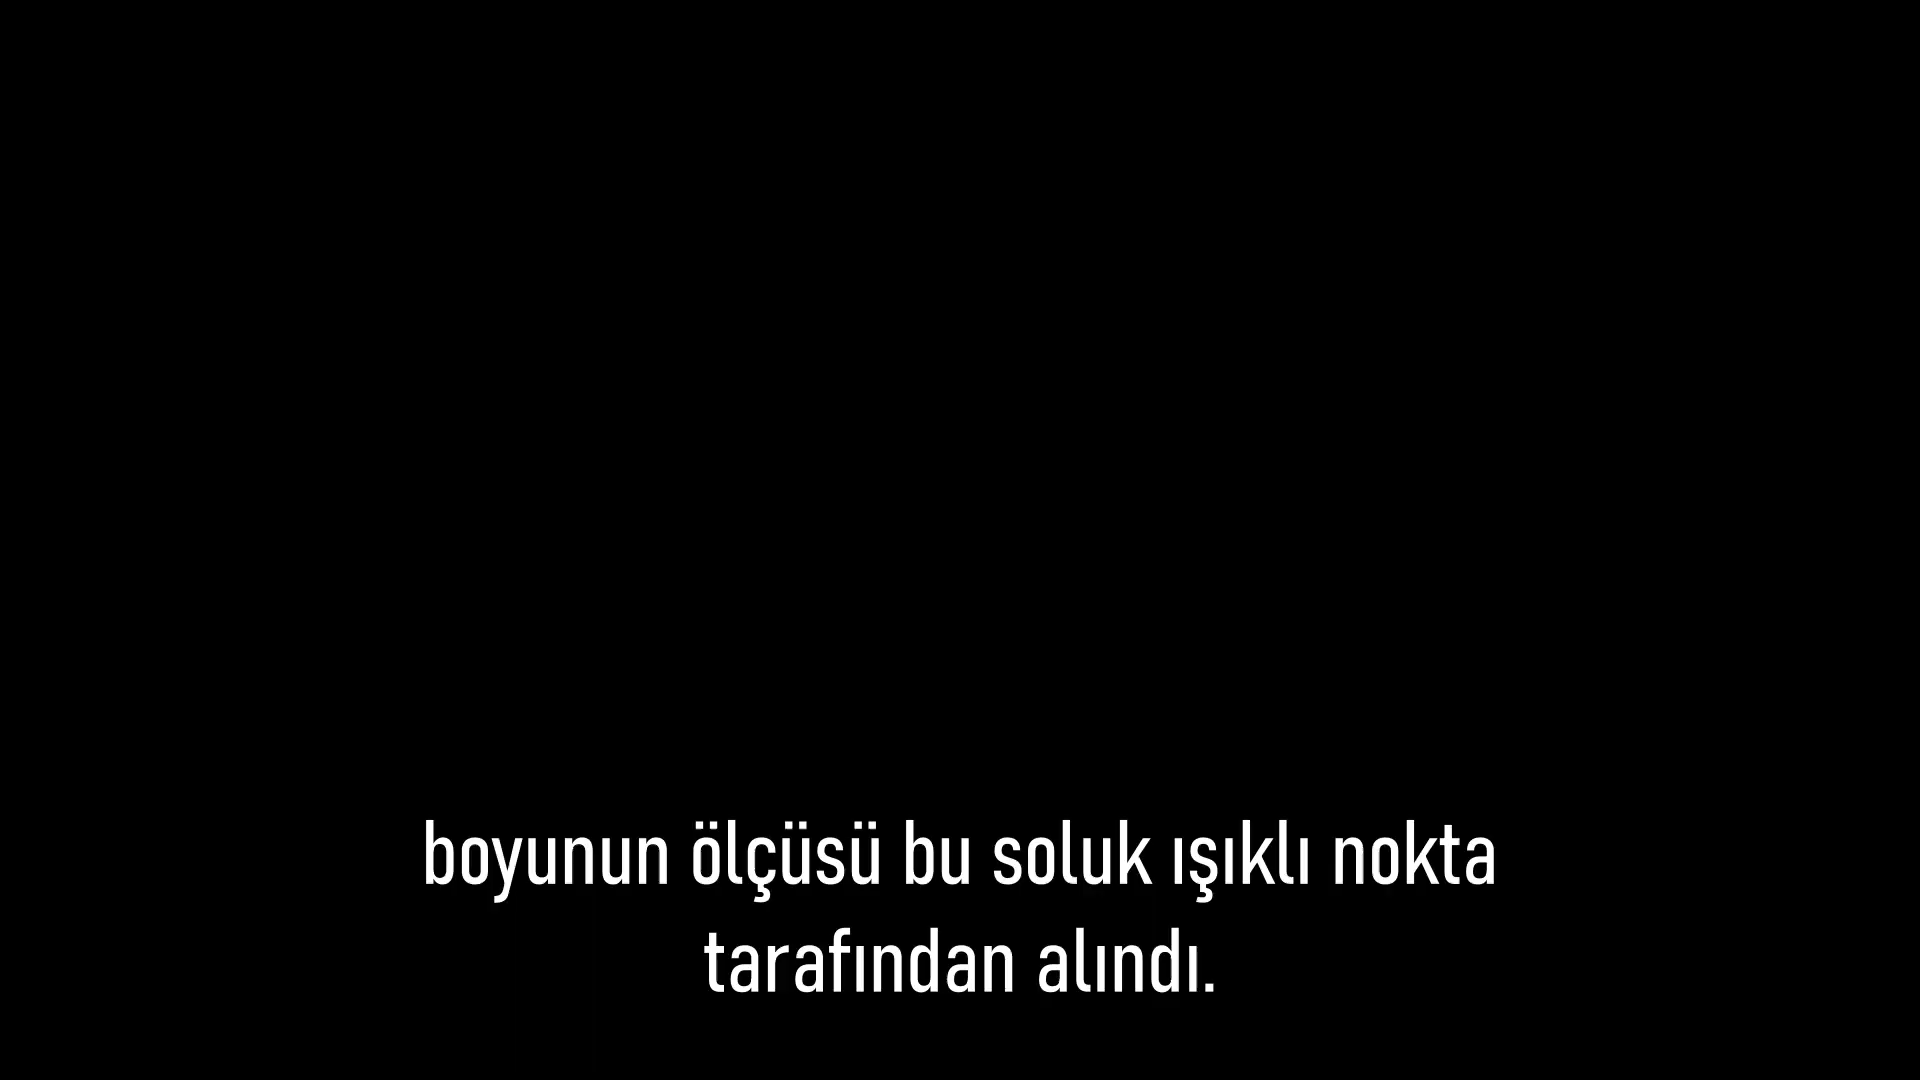 boyunun ölçüsü bu soluk ışıklı nokta
tarafından alındı.